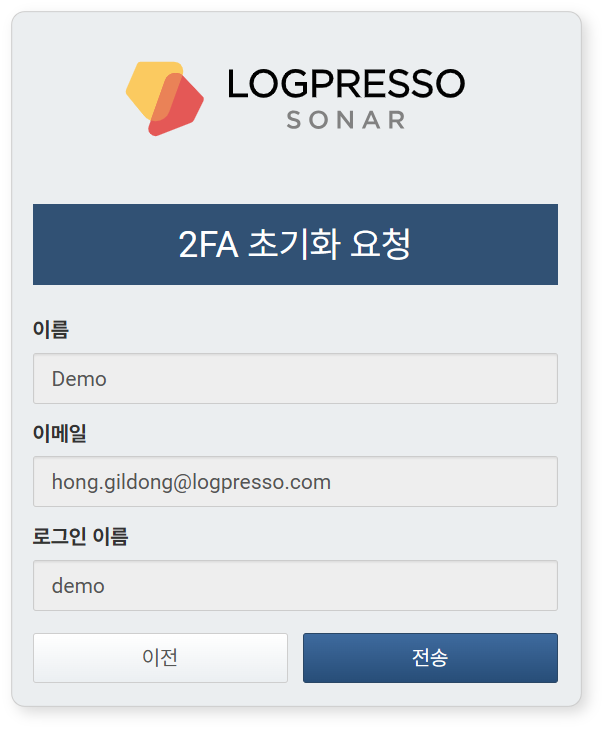 LOGPRESSO
SONAR
2FA 초기화 요청
이름
Demo
이메일
hong.gildong@logpresso.com
로그인 이름
demo
이전 전송